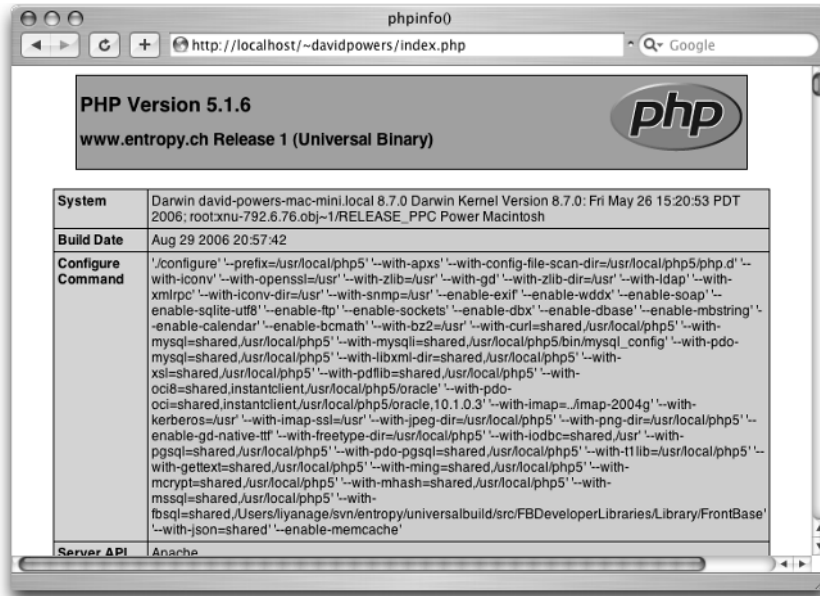 phpinfo()
http://localhost/~davidpowers/index.php
Google
PHP Version 5.1.6
php
www.entropy.ch Release 1 (Universal Binary)
System
Darwin david-powers-mac-mini.local 8.7.0 Darwin Kernel Version 8.7.0: Fri May 26 15:20:53 PDT
2006; root:xnu-792.6.76.obj~1/RELEASE_PPC Power Macintosh
Build Date
Aug 29 2006 20:57:42
Configure
Command
'./configure' '--prefix=/usr/local/php5' '--with-apxs' '--with-config-file-scan-dir=/usr/local/php5/php.d' '--
with-iconv' '--with-openssl=/usr' '--with-zlib=/usr' '--with-gd' '--with-zlib-dir=/usr' '--with-ldap' '--with-
xmlrpc' '--with-iconv-dir=/usr' '--with-snmp=/usr' '--enable-exif' '--enable-wddx' '--enable-soap' '--
enable-sqlite-utf8' '--enable-ftp' '--enable-sockets' '--enable-dbx' '--enable-dbase' '--enable-mbstring' '-
-enable-calendar' '--enable-bcmath' '--with-bz2=/usr' '--with-curl=shared,/usr/local/php5' '--with-
mysql=shared,/usr/local/php5' '--with-mysqli=shared,/usr/local/php5/bin/mysql_config' '--with-pdo-
mysql=shared,/usr/local/php5' '--with-libxml-dir=shared,/usr/local/php5' '--with-
xsl=shared,/usr/local/php5' '--with-pdflib=shared,/usr/local/php5' '--with-
oci8=shared,instantclient,/usr/local/php5/oracle' '--with-pdo-
oci=shared,instantclient,/usr/local/php5/oracle,10.1.0.3' '--with-imap=../imap-2004g' '--with-
kerberos=/usr' '--with-imap-ssl=/usr' '--with-jpeg-dir=/usr/local/php5' '--with-png-dir=/usr/local/php5' '--
enable-gd-native-ttf' '--with-freetype-dir=/usr/local/php5' '--with-iodbc=shared,/usr' '--with-
pgsql=shared,/usr/local/php5' '--with-pdo-pgsql=shared,/usr/local/php5' '--with-t1lib=/usr/local/php5' '--
with-gettext=shared,/usr/local/php5' '--with-ming=shared,/usr/local/php5' '--with-
mcrypt=shared,/usr/local/php5' '--with-mhash=shared,/usr/local/php5' '--with-
mssql=shared,/usr/local/php5' '--with-
fbsql=shared,/Users/liyanage/svn/entropy/universalbuild/src/FBDeveloperLibraries/Library/FrontBase'
'--with-json=shared' '--enable-memcache'
Server API
Apache